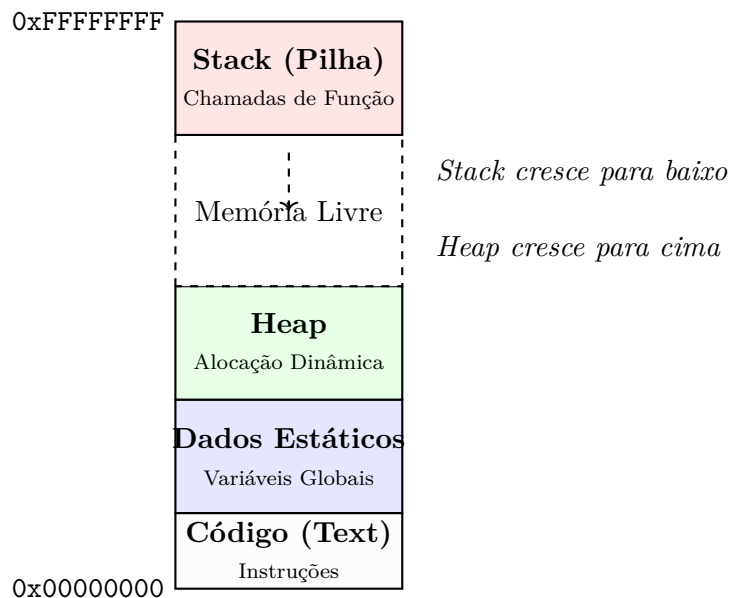 0xFFFFFFFF
Stack (Pilha)
Chamadas de Função
Stack cresce para baixo
Memória Livre
Heap cresce para cima
Heap
Alocação Dinâmica
Dados Estáticos
Variáveis Globais
Código (Text)
Instruções
0x00000000